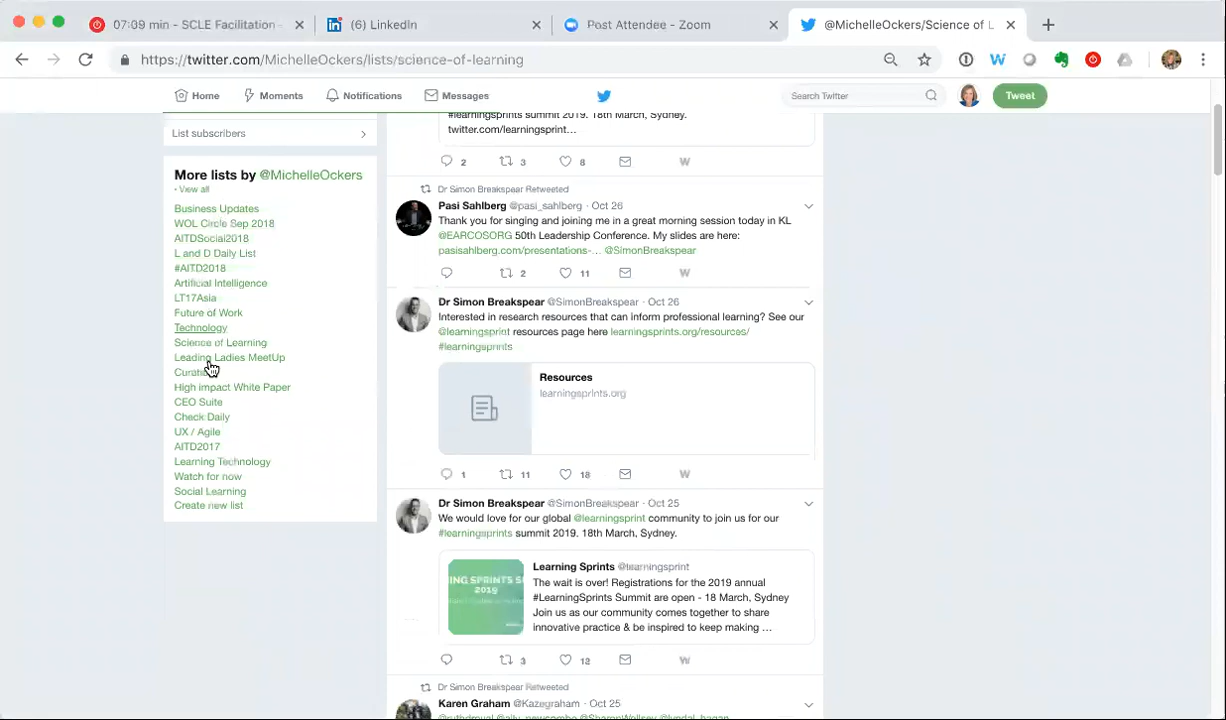 07:09 min - SCLE Facilitation -
(6) LinkedIn
Post Attendee - Zoom
@MichelleOckers/Science of L
https://twitter.com/MichelleOckers/lists/science-of-learning
Home
Moments
Notifications
Messages
Search Twitter
Tweet
List subscribers
More lists by @MichelleOckers
• View all
Business Updates
WOL Circle Sep 2018
AITDSocial2018
L and D Daily List
#AITD2018
Artificial Intelligence
LT17Asia
Future of Work
Technology
Science of Learning
Leading Ladies MeetUp
High impact White Paper
CEO Suite
Check Daily
UX / Agile
AITD2017
Learning Technology
Watch for now
Social Learning
Create new list
#learningsprints summit 2019. 18th March, Sydney.
twitter.com/learningsprint…
2 3 8 W
Dr Simon Breakspear Retweeted
Pasi Sahlberg @pasi_sahlberg · Oct 26
Thank you for singing and joining me in a great morning session today in KL
@EARCOSORG 50th Leadership Conference. My slides are here:
pasisahlberg.com/presentations-… @SimonBreakspear
2 11 W
Dr Simon Breakspear @SimonBreakspear · Oct 26
Interested in research resources that can inform professional learning? See our
@learningsprint resources page here learningsprints.org/resources/
#learningsprints
Resources
learningsprints.org
1 11 18 W
Dr Simon Breakspear @SimonBreakspear · Oct 25
We would love for our global @learningsprint community to join us for our
#learningsprints summit 2019. 18th March, Sydney.
ING SPRINTS S
2019
Learning Sprints @learningsprint
The wait is over! Registrations for the 2019 annual
#LearningSprints Summit are open - 18 March, Sydney
Join us as our community comes together to share
innovative practice & be inspired to keep making ...
3 12 W
Dr Simon Breakspear Retweeted
Karen Graham @Kazegraham · Oct 25